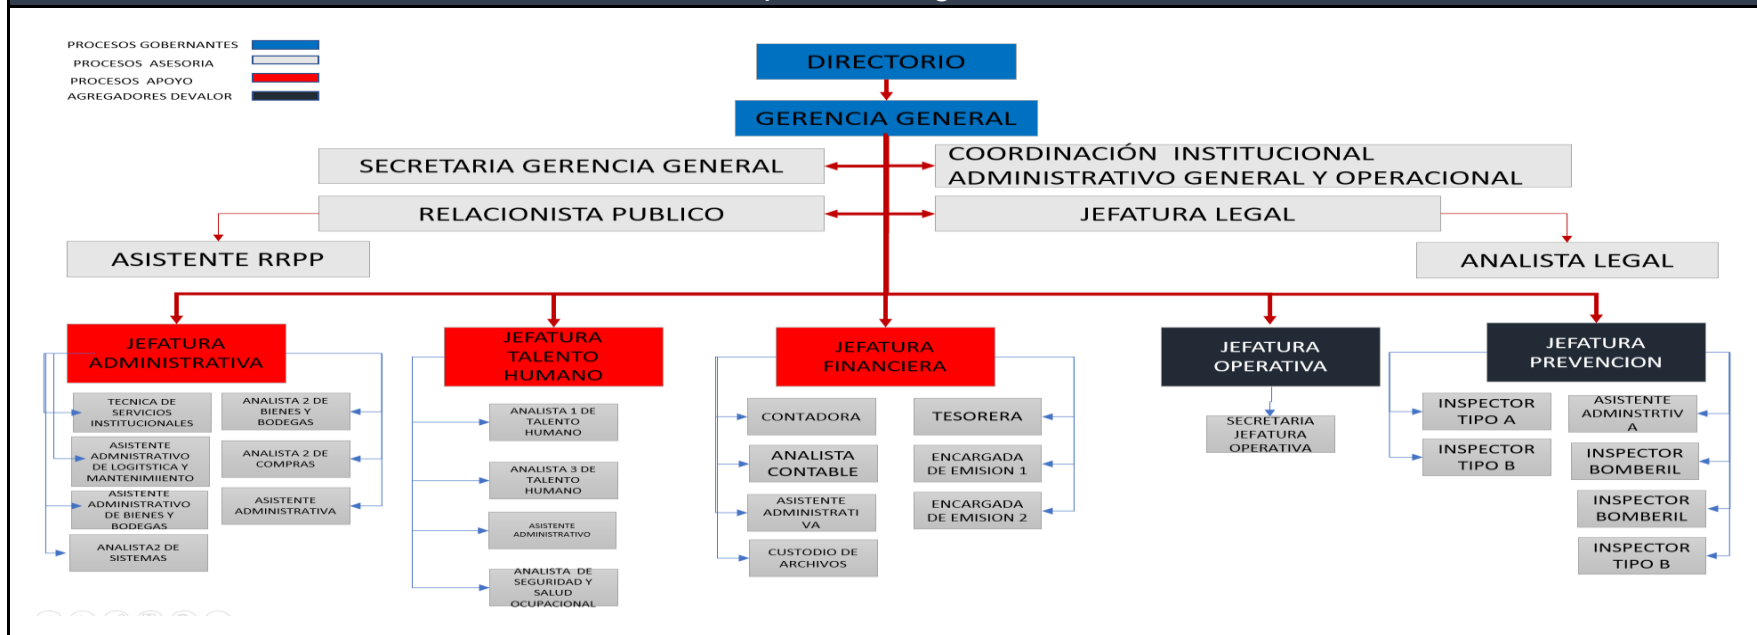 PROCESOS GOBERNANTES
PROCESOS ASESORIA
PROCESOS APOYO
AGREGADORES DEVALOR
DIRECTORIO
GERENCIA GENERAL
SECRETARIA GERENCIA GENERAL
COORDINACIÓN INSTITUCIONAL
ADMINISTRATIVO GENERAL Y OPERACIONAL
RELACIONISTA PUBLICO
JEFATURA LEGAL
ASISTENTE RRPP
ANALISTA LEGAL
JEFATURA
ADMINISTRATIVA
JEFATURA
TALENTO
HUMANO
JEFATURA
FINANCIERA
JEFATURA
OPERATIVA
JEFATURA
PREVENCION
TECNICA DE
SERVICIOS
INSTITUCIONALES
ASISTENTE
ADMNISTRATIVO
DE LOGITSTICA Y
MANTENIMIIENTO
ASISTENTE
ADMINISTRATIVO
DE BIENES Y
BODEGAS
ANALISTA2 DE
SISTEMAS
ANALISTA 2 DE
BIENES Y
BODEGAS
ANALISTA 2 DE
COMPRAS
ASISTENTE
ADMINISTRATIVA
ANALISTA 1 DE
TALENTO
HUMANO
ANALISTA 3 DE
TALENTO
HUMANO
ASISTENTE
ADMINISTRATIVO
ANALISTA DE
SEGURIDAD Y
SALUD
OCUPACIONAL
CONTADORA
ANALISTA
CONTABLE
ASISTENTE
ADMINISTRATI
VA
CUSTODIO DE
ARCHIVOS
TESORERA
ENCARGADA
DE EMISION 1
ENCARGADA
DE EMISION 2
SECRETARIA
JEFATURA
OPERATIVA
INSPECTOR
TIPO A
INSPECTOR
TIPO B
ASISTENTE
ADMINSTRTIV
A
INSPECTOR
BOMBERIL
INSPECTOR
BOMBERIL
INSPECTOR
TIPO B